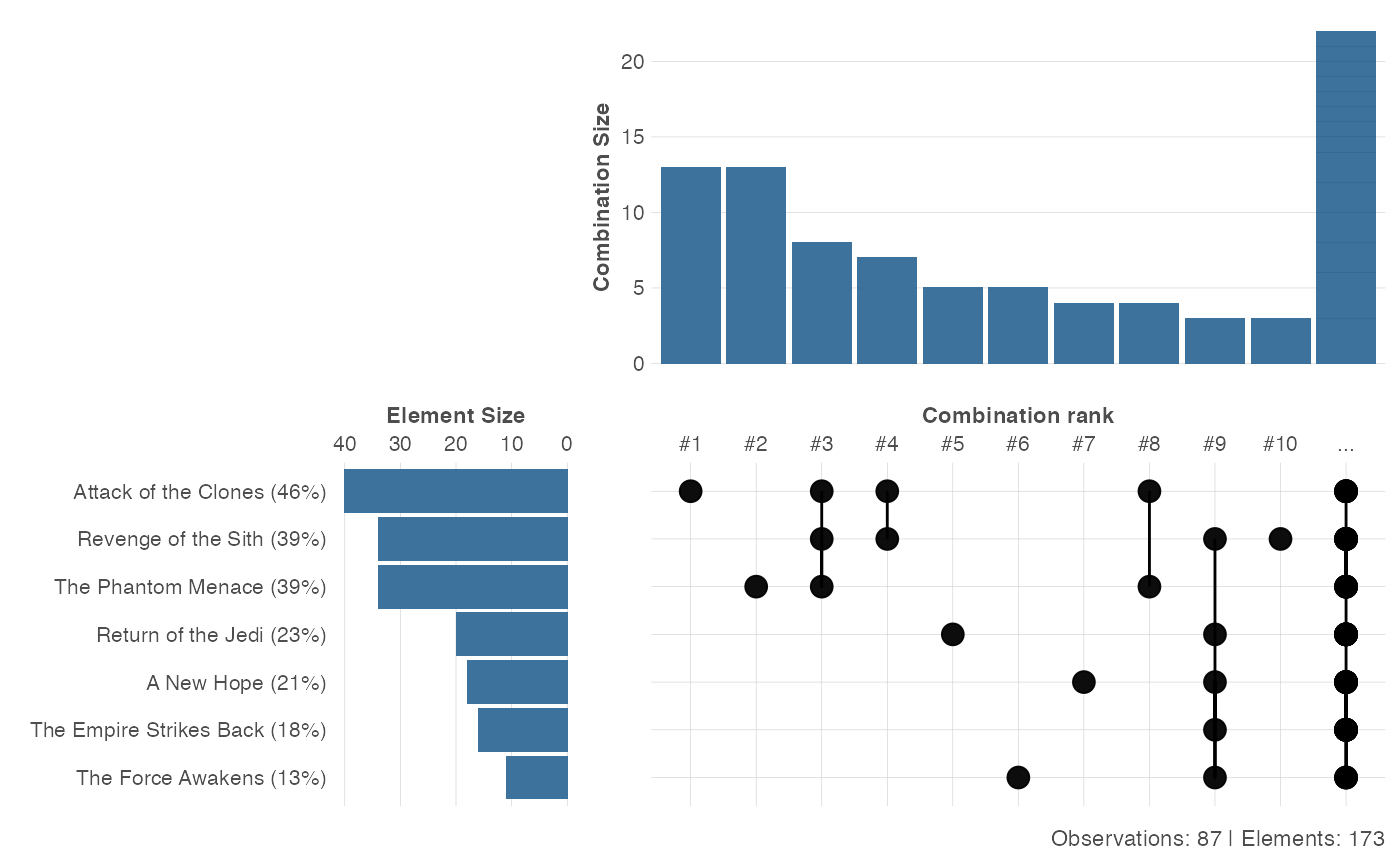 Combination Size
20
15
10
5
0
Element Size
40 30 20 10 0
Combination rank
#1 #2 #3 #4 #5 #6 #7 #8 #9 #10 ...
Attack of the Clones (46%)
Revenge of the Sith (39%)
The Phantom Menace (39%)
Return of the Jedi (23%)
A New Hope (21%)
The Empire Strikes Back (18%)
The Force Awakens (13%)
Observations: 87 | Elements: 173